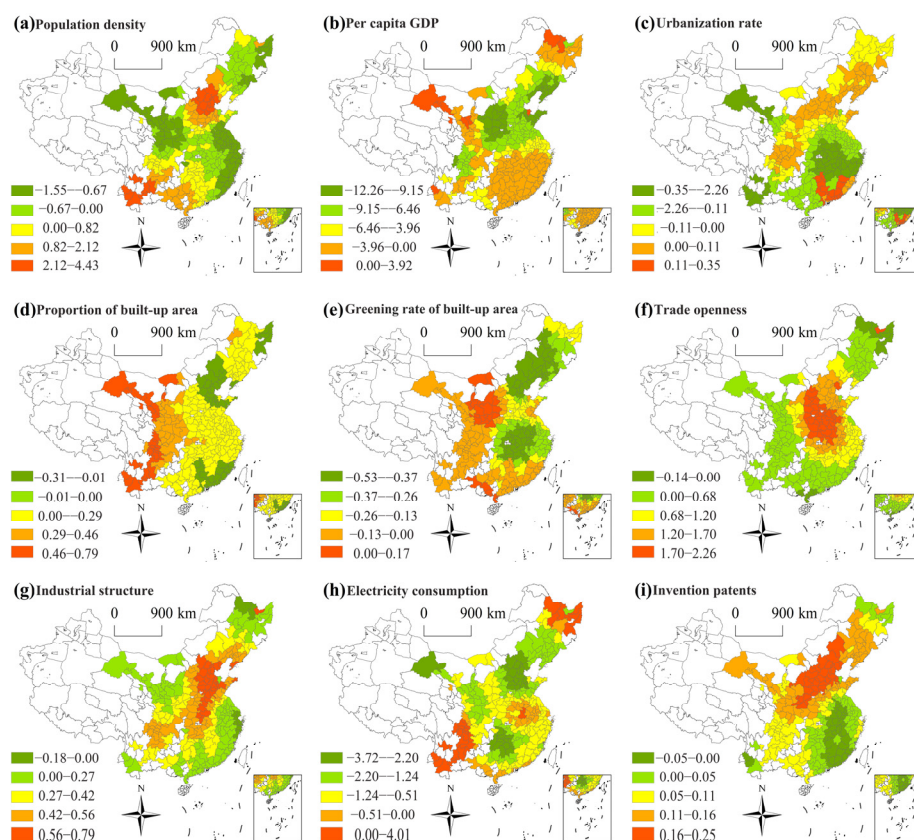 (a) Population density
0 900 km
−1.55−−0.67
−0.67−0.00
0.00−0.82
0.82−2.12
2.12−4.43
N
(b) Per capita GDP
0 900 km
−12.26−−9.15
−9.15−−6.46
−6.46−−3.96
−3.96−0.00
0.00−3.92
N
(c) Urbanization rate
0 900 km
−0.35−−2.26
−2.26−−0.11
−0.11−0.00
0.00−0.11
0.11−0.35
N
(d) Proportion of built-up area
0 900 km
−0.31−−0.01
−0.01−0.00
0.00−0.29
0.29−0.46
0.46−0.79
N
(e) Greening rate of built-up area
0 900 km
−0.53−−0.37
−0.37−−0.26
−0.26−−0.13
−0.13−0.00
0.00−0.17
N
(f) Trade openness
0 900 km
−0.14−0.00
0.00−0.68
0.68−1.20
1.20−1.70
1.70−2.26
N
(g) Industrial structure
0 900 km
−0.18−0.00
0.00−0.27
0.27−0.42
0.42−0.56
0.56−0.79
N
(h) Electricity consumption
0 900 km
−3.72−−2.20
−2.20−−1.24
−1.24−−0.51
−0.51−0.00
0.00−4.01
N
(i) Invention patents
0 900 km
−0.05−0.00
0.00−0.05
0.05−0.11
0.11−0.16
0.16−0.25
N